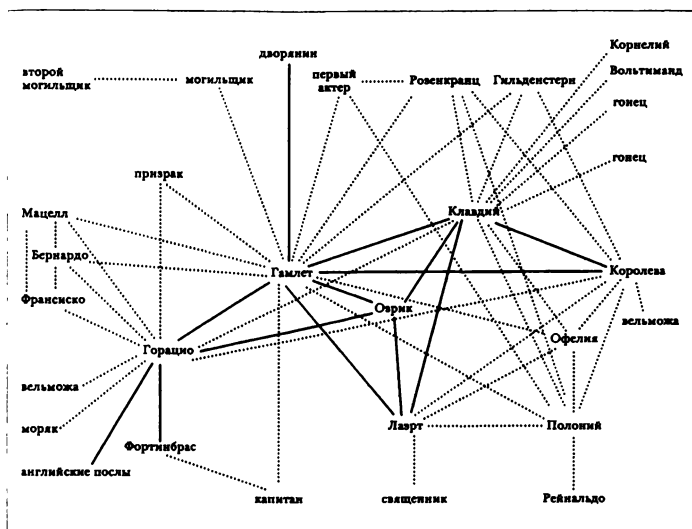 дворянин
Корнелий
второй
могильщик
могильщик
первый
актер
Розенкранц
Гильденстерн
Вольтиманд
гонец
гонец
призрак
Мацелл
Клавдий
Бернардо
Гамлет
Королева
Франсиско
Озрик
вельможа
Горацио
Офелия
вельможа
моряк
Лаэрт
Полоний
Фортинбрас
английские послы
капитан
священник
Рейнальдо